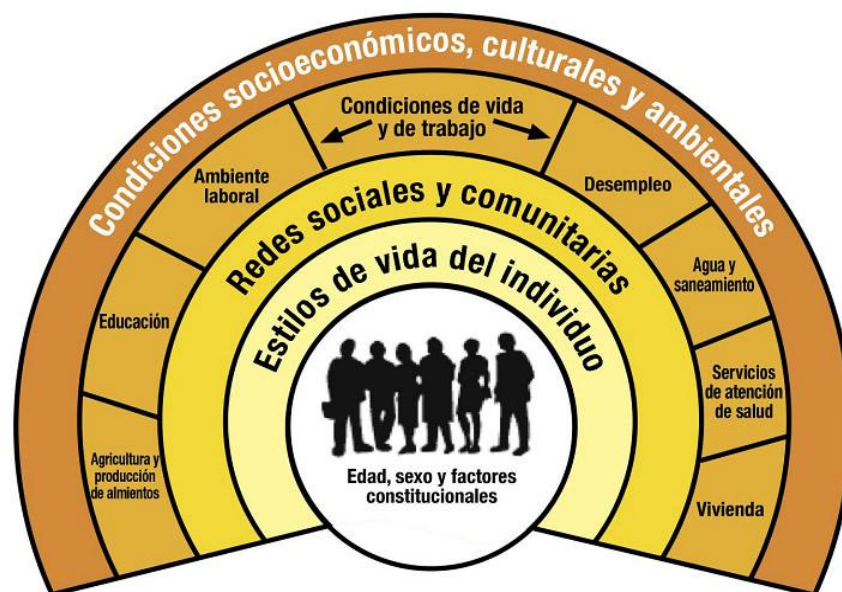 Condiciones socioeconómicos, culturales y ambientales
Condiciones de vida
y de trabajo
Ambiente
laboral
Desempleo
Redes sociales y comunitarias
Agua y
saneamiento
Estilos de vida del individuo
Educación
Servicios
de atención
de salud
Agricultura y
producción
de almientos
Edad, sexo y factores
constitucionales
Vivienda